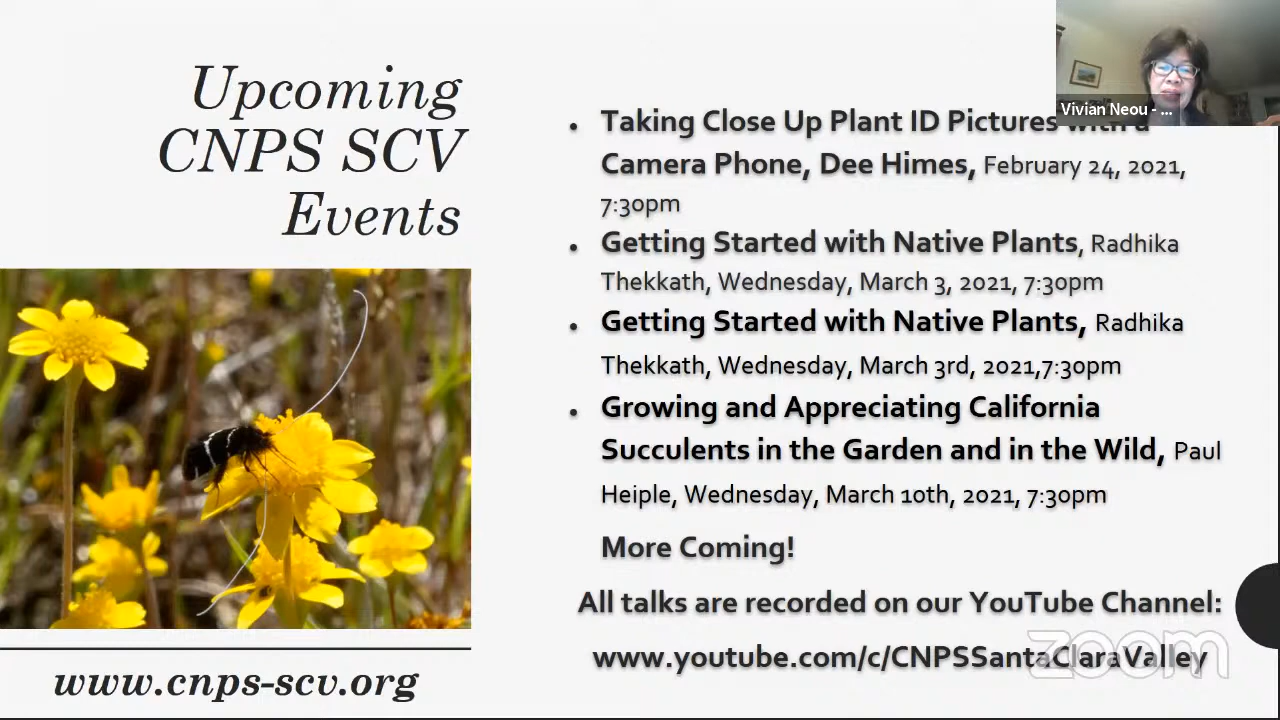 Upcoming
CNPS SCV
Events
www.cnps-scv.org
Vivian Neou - ...
• Taking Close Up Plant ID Pictures with a
Camera Phone, Dee Himes, February 24, 2021,
7:30pm
• Getting Started with Native Plants, Radhika
Thekkath, Wednesday, March 3, 2021, 7:30pm
• Getting Started with Native Plants, Radhika
Thekkath, Wednesday, March 3rd, 2021,7:30pm
• Growing and Appreciating California
Succulents in the Garden and in the Wild, Paul
Heiple, Wednesday, March 10th, 2021, 7:30pm
More Coming!
All talks are recorded on our YouTube Channel:
www.youtube.com/c/CNPSSantaClaraValley
zoom